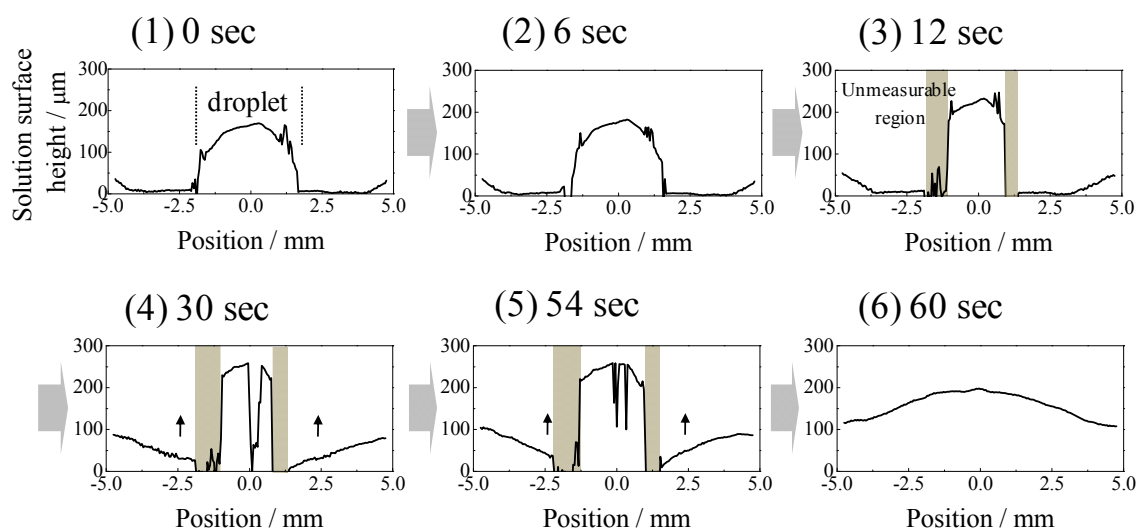 (1) 0 sec
(2) 6 sec
(3) 12 sec
Solution surface
height / μm
300
200
100
0
droplet
-5.0 -2.5 0.0 2.5 5.0
Position / mm
300
200
100
0
-5.0 -2.5 0.0 2.5 5.0
Position / mm
300
200
100
0
Unmeasurable
region
-5.0 -2.5 0.0 2.5 5.0
Position / mm
(4) 30 sec
(5) 54 sec
(6) 60 sec
300
200
100
0
-5.0 -2.5 0.0 2.5 5.0
Position / mm
300
200
100
0
-5.0 -2.5 0.0 2.5 5.0
Position / mm
300
200
100
0
-5.0 -2.5 0.0 2.5 5.0
Position / mm